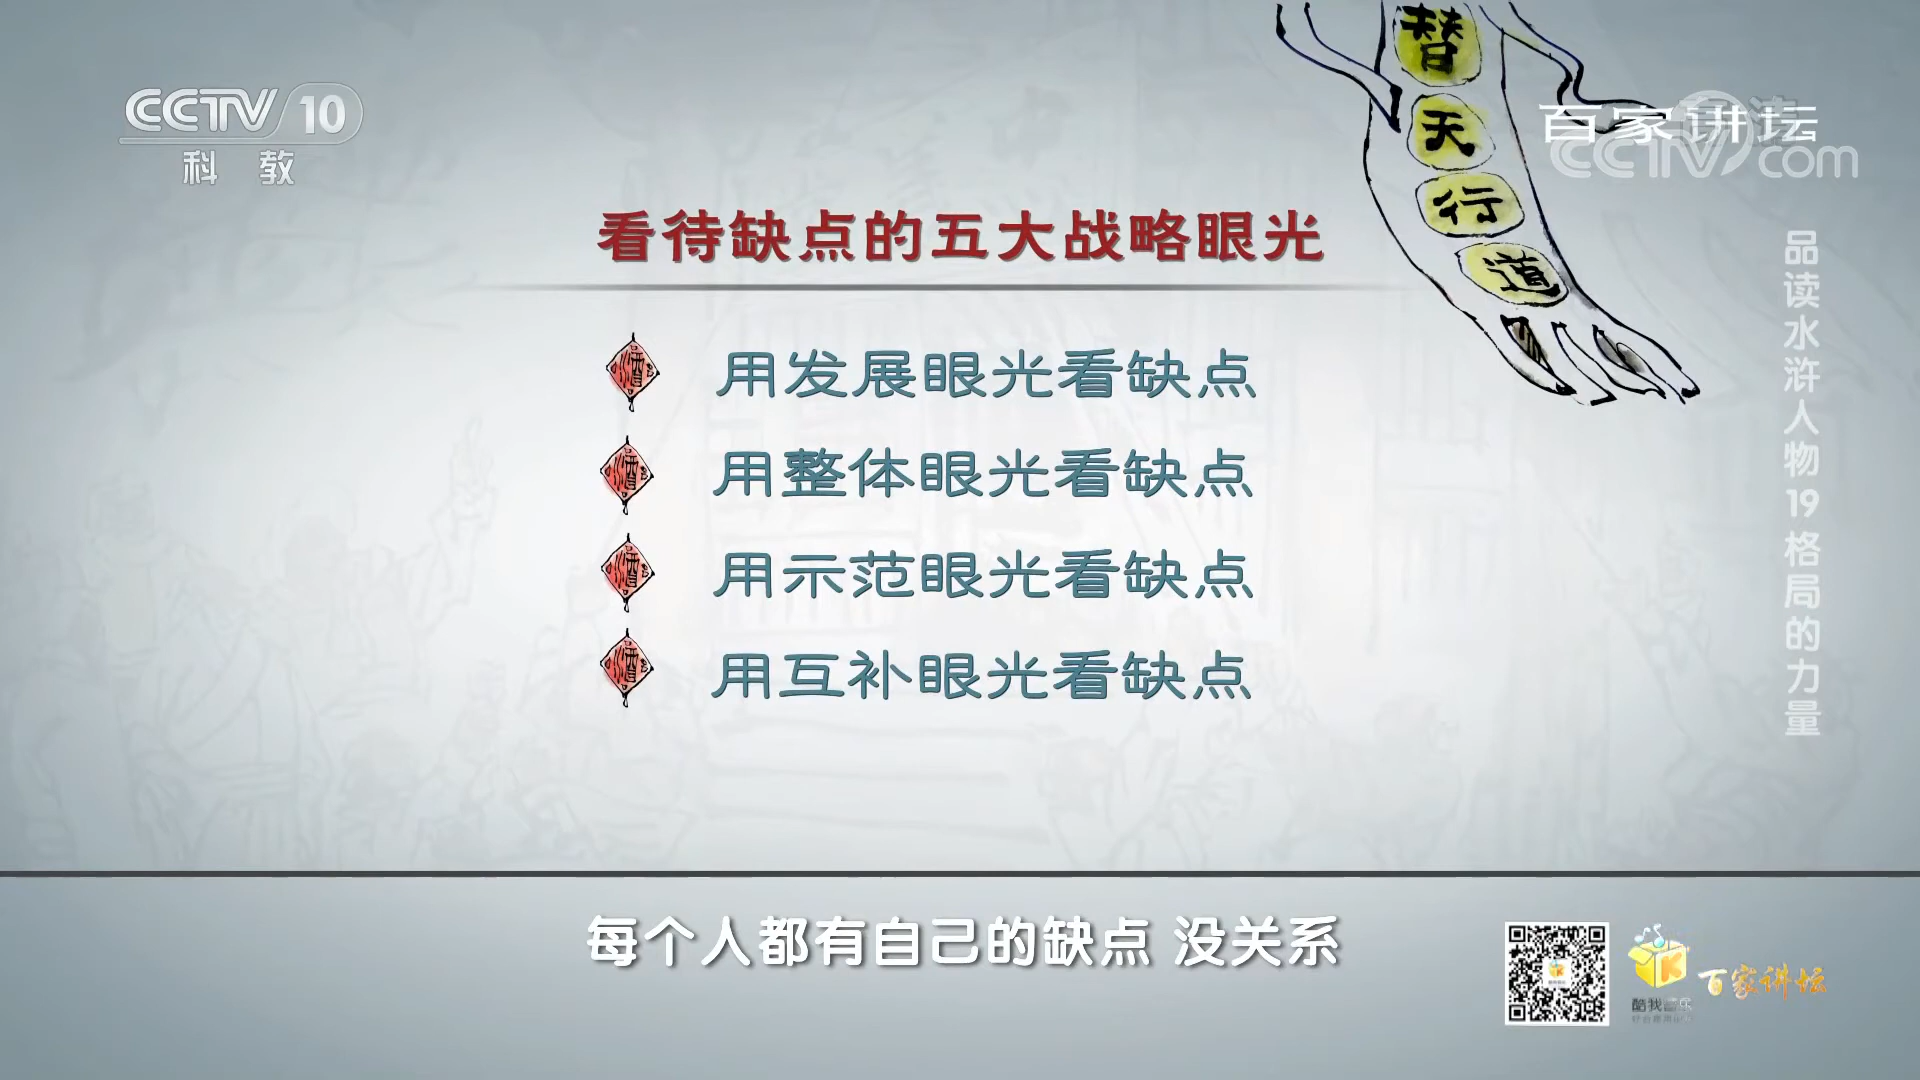 CCTV 10
科教
替天行道
百家讲坛
CCTV.com
看待缺点的五大战略眼光
用发展眼光看缺点
用整体眼光看缺点
用示范眼光看缺点
用互补眼光看缺点
品读水浒人物19格局的力量
每个人都有自己的缺点 没关系
酷我音乐
百家讲坛